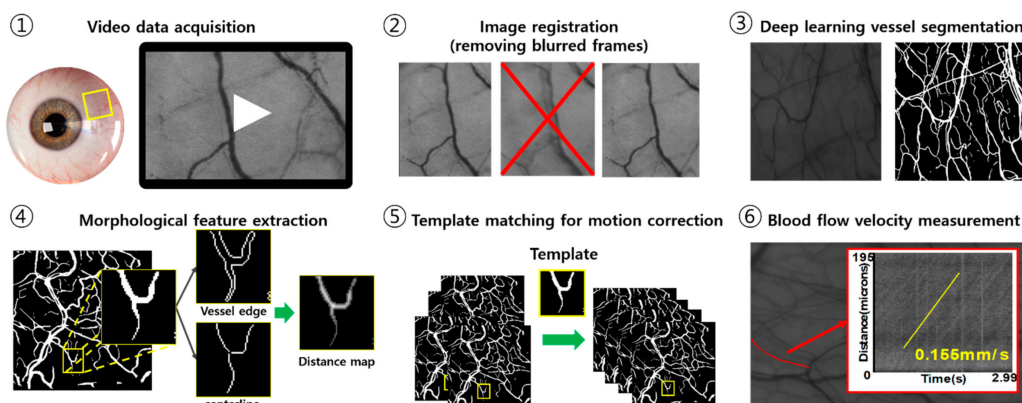 ① Video data acquisition
② Image registration
(removing blurred frames)
③ Deep learning vessel segmentation
④ Morphological feature extraction
Vessel edge
centerline
Distance map
⑤ Template matching for motion correction
Template
⑥ Blood flow velocity measurement
195
Distance(microns)
0.155mm/s
0
Time(s)
2.99